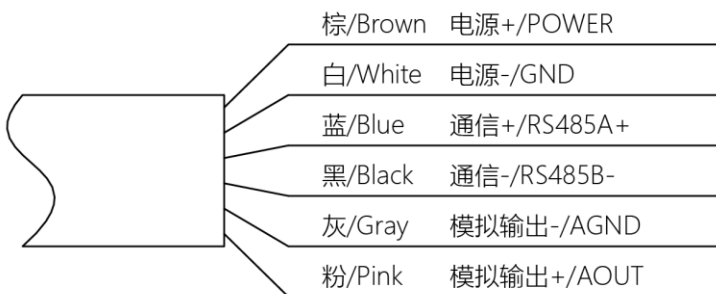 棕/Brown 电源+/POWER
白/White 电源-/GND
蓝/Blue 通信+/RS485A+
黑/Black 通信-/RS485B-
灰/Gray 模拟输出-/AGND
粉/Pink 模拟输出+/AOUT